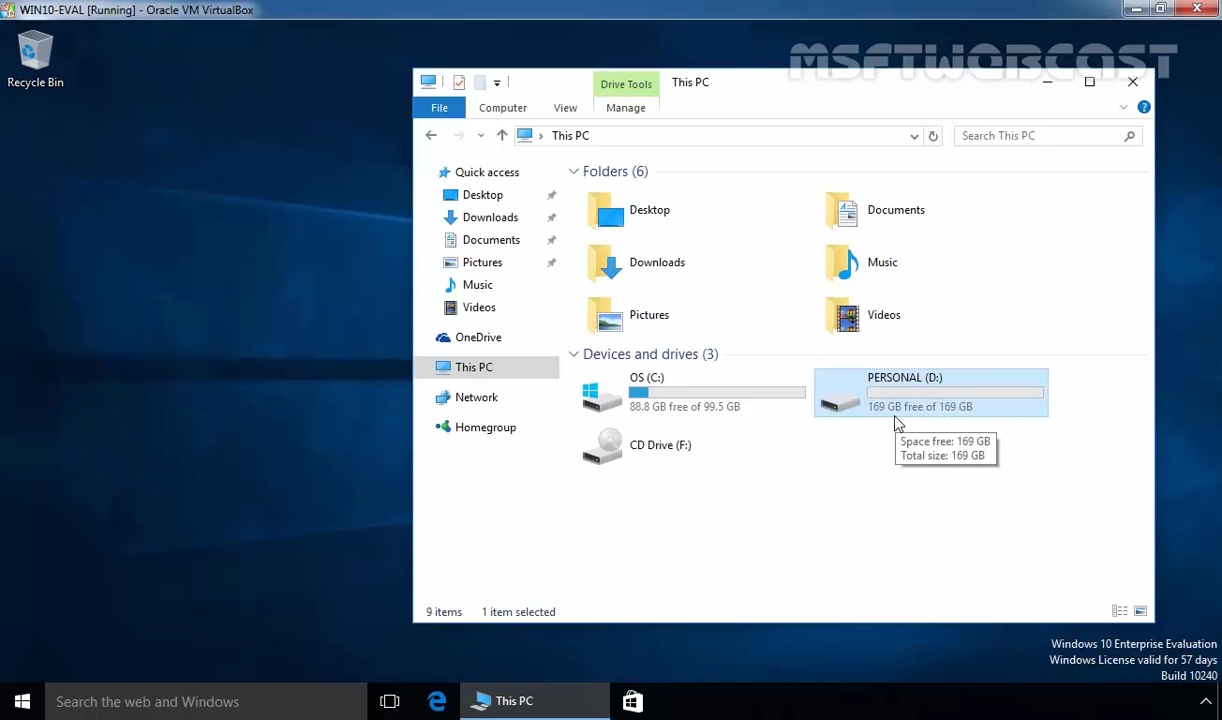 WIN10-EVAL [Running] - Oracle VM VirtualBox
MSFTWEBCAST
Recycle Bin
Drive Tools
This PC
File
Computer
View
Manage
This PC
Search This PC
Quick access
Desktop
Downloads
Documents
Pictures
Music
Videos
OneDrive
This PC
Network
Homegroup
Folders (6)
Desktop
Documents
Downloads
Music
Pictures
Videos
Devices and drives (3)
OS (C:)
88.8 GB free of 99.5 GB
PERSONAL (D:)
169 GB free of 169 GB
CD Drive (F:)
Space free: 169 GB
Total size: 169 GB
9 items
1 item selected
Windows 10 Enterprise Evaluation
Windows License valid for 57 days
Build 10240
Search the web and Windows
This PC